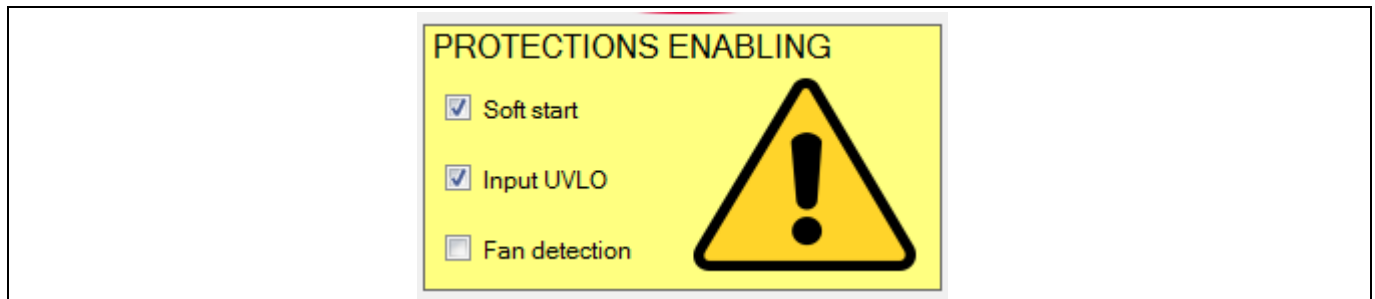 PROTECTIONS ENABLING
Soft start
Input UVLO
Fan detection